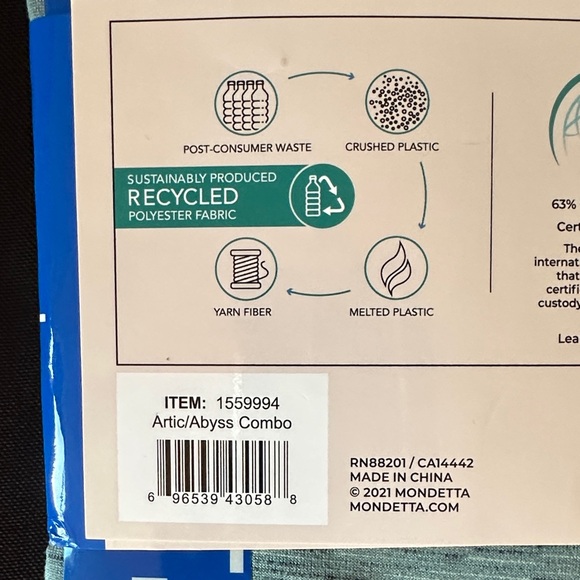 POST-CONSUMER WASTE
CRUSHED PLASTIC
SUSTAINABLY PRODUCED
RECYCLED
POLYESTER FABRIC
YARN FIBER
MELTED PLASTIC
63%
Cert
The
internat
that
certifi
custody
Lea
ITEM: 1559994
Artic/Abyss Combo
6 96539 43058 8
RN88201 / CA14442
MADE IN CHINA
© 2021 MONDETTA
MONDETTA.COM